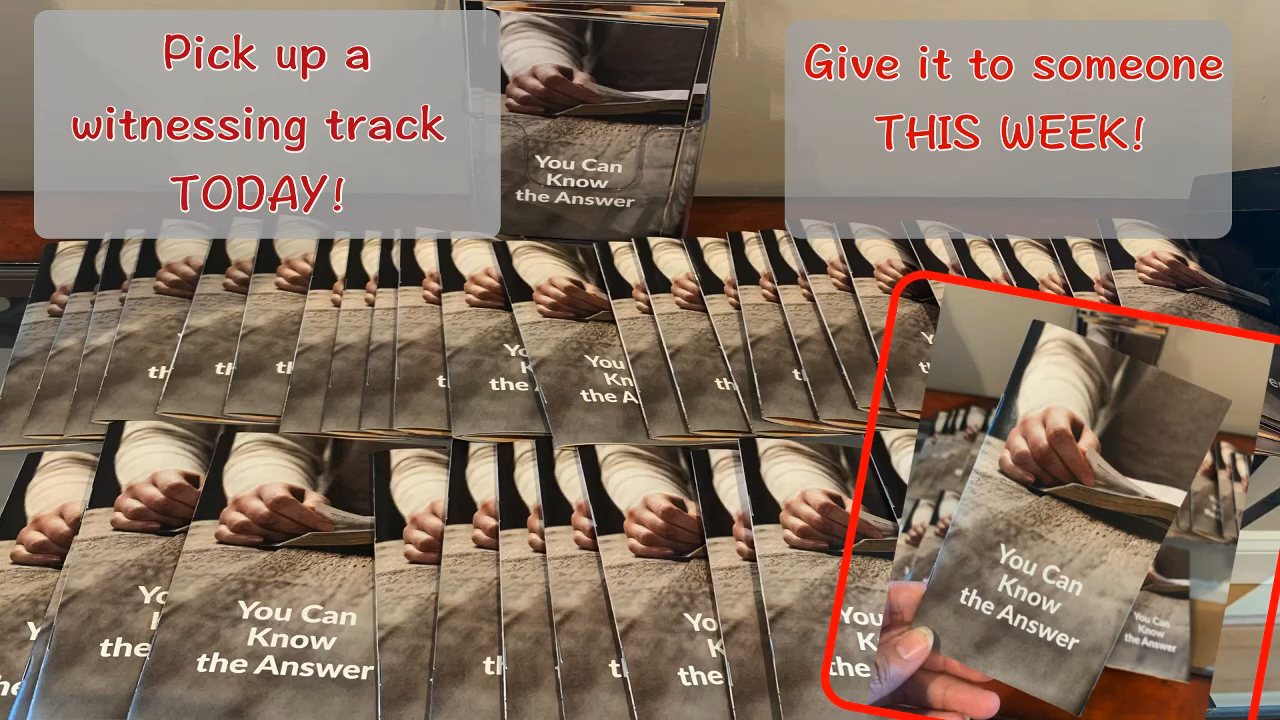 Pick up a
witnessing track
TODAY!
Give it to someone
THIS WEEK!
You Can
Know
the Answer
You Can
Know
the Answer
You Can
Know
the Answer
You Can
Know
the Answer